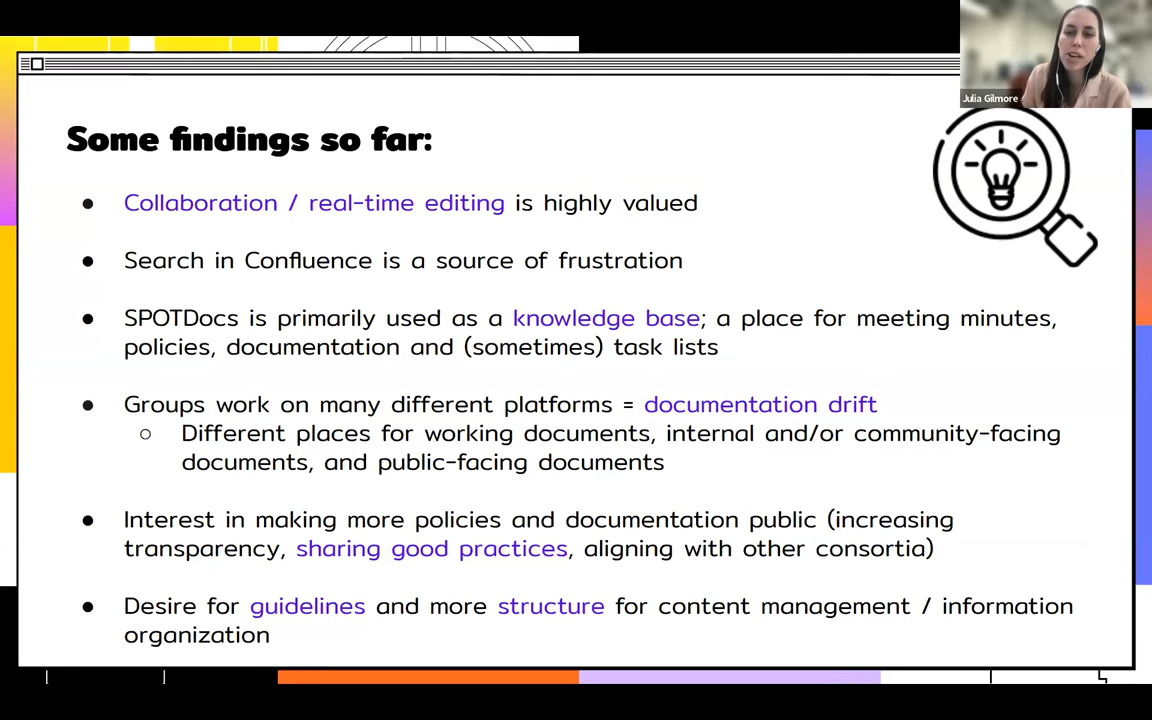 Julia Gilmore
Some findings so far:
● Collaboration / real-time editing is highly valued
● Search in Confluence is a source of frustration
● SPOTDocs is primarily used as a knowledge base; a place for meeting minutes,
policies, documentation and (sometimes) task lists
● Groups work on many different platforms = documentation drift
○ Different places for working documents, internal and/or community-facing
documents, and public-facing documents
● Interest in making more policies and documentation public (increasing
transparency, sharing good practices, aligning with other consortia)
● Desire for guidelines and more structure for content management / information
organization